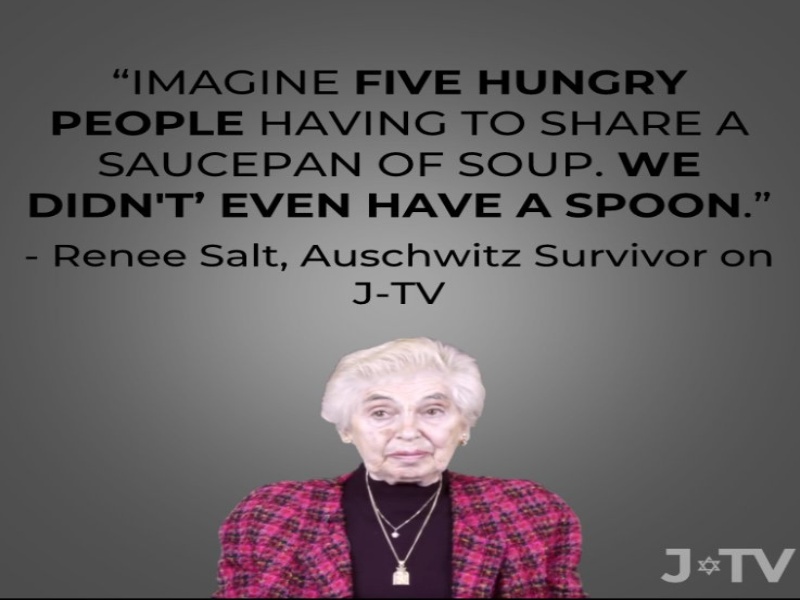 “IMAGINE FIVE HUNGRY
PEOPLE HAVING TO SHARE A
SAUCEPAN OF SOUP. WE
DIDN'T’ EVEN HAVE A SPOON.”
- Renee Salt, Auschwitz Survivor on
J-TV
J✡TV